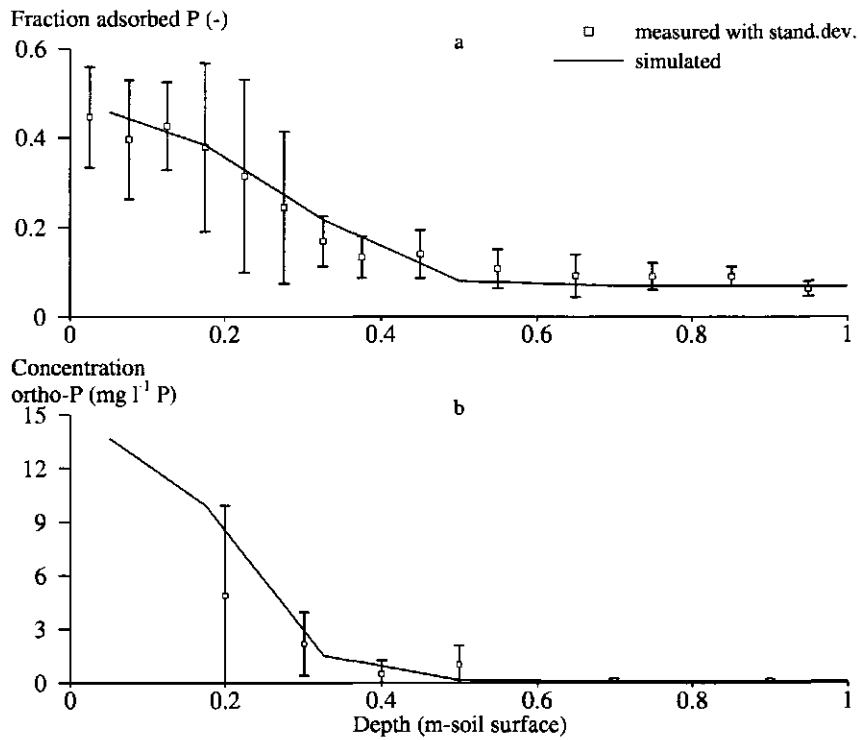 Fraction adsorbed P (-)
a
measured with stand.dev.
simulated
0.6
0.4
0.2
0
0 0.2 0.4 0.6 0.8 1
Concentration
ortho-P (mg l⁻¹ P)
b
15
12
9
6
3
0
0 0.2 0.4 0.6 0.8 1
Depth (m-soil surface)